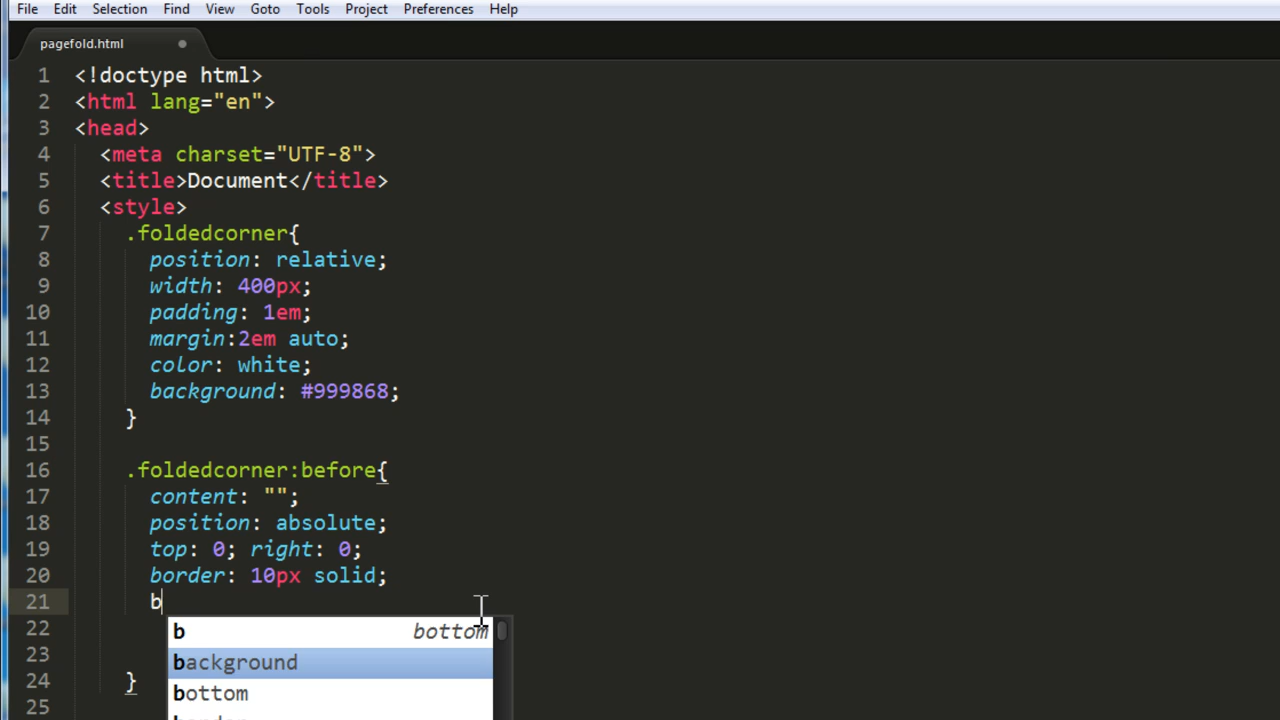 File Edit Selection Find View Goto Tools Project Preferences Help
pagefold.html
1 <!doctype html>
2 <html lang="en">
3 <head>
4 <meta charset="UTF-8">
5 <title>Document</title>
6 <style>
7 .foldedcorner{
8 position: relative;
9 width: 400px;
10 padding: 1em;
11 margin:2em auto;
12 color: white;
13 background: #999868;
14 }
15
16 .foldedcorner:before{
17 content: "";
18 position: absolute;
19 top: 0; right: 0;
20 border: 10px solid;
21 b
22
b bottom
23
background
24 }
bottom
25